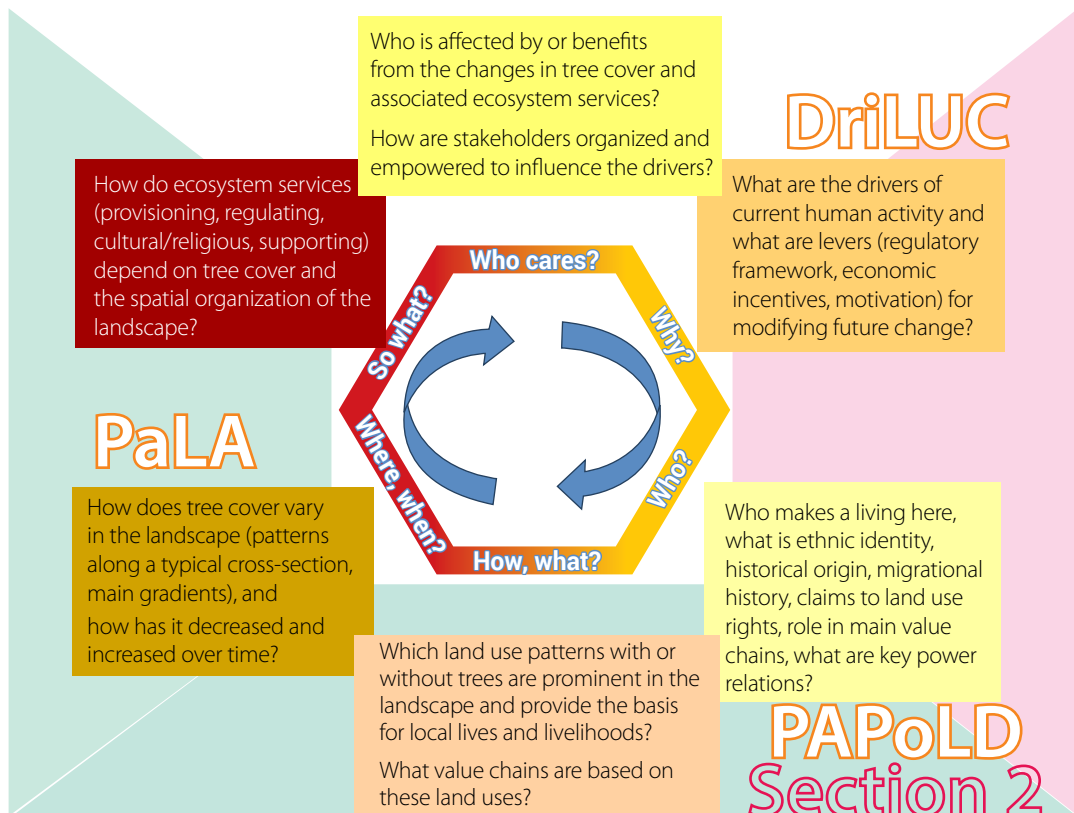 Who is affected by or benefits
from the changes in tree cover and
associated ecosystem services?
How are stakeholders organized and
empowered to influence the drivers?
DriLUC
How do ecosystem services
(provisioning, regulating,
cultural/religious, supporting)
depend on tree cover and
the spatial organization of the
landscape?
What are the drivers of
current human activity and
what are levers (regulatory
framework, economic
incentives, motivation) for
modifying future change?
Who cares?
Why?
Who?
How, what?
Where, when?
So what?
PaLA
How does tree cover vary
in the landscape (patterns
along a typical cross-section,
main gradients), and
how has it decreased and
increased over time?
Who makes a living here,
what is ethnic identity,
historical origin, migrational
history, claims to land use
rights, role in main value
chains, what are key power
relations?
Which land use patterns with or
without trees are prominent in the
landscape and provide the basis
for local lives and livelihoods?
What value chains are based on
these land uses?
PAPoLD
Section 2